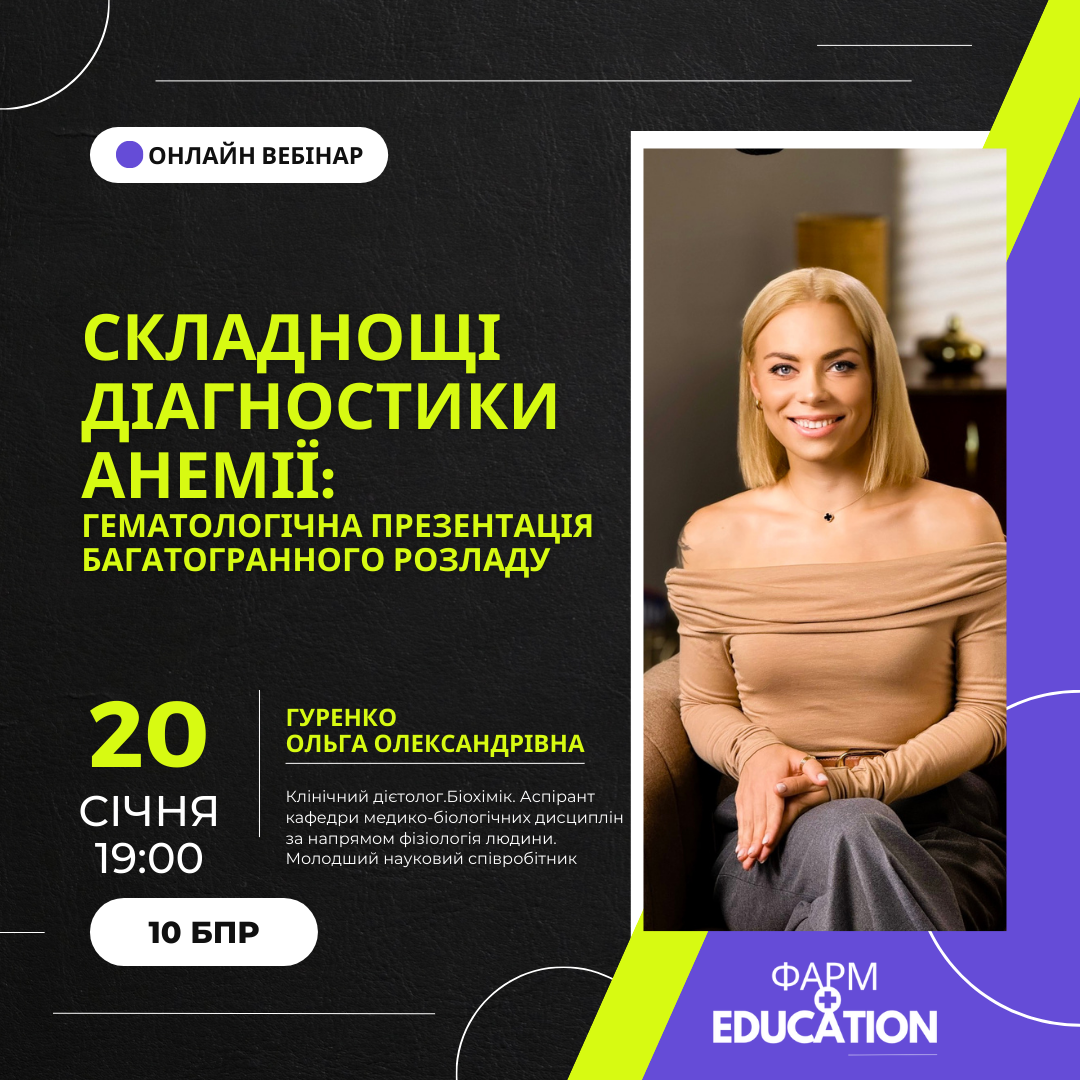 ОНЛАЙН ВЕБІНАР
СКЛАДНОЩІ
ДІАГНОСТИКИ
АНЕМІЇ:
ГЕМАТОЛОГІЧНА ПРЕЗЕНТАЦІЯ
БАГАТОГРАННОГО РОЗЛАДУ
20
СІЧНЯ
19:00
10 БПР
ГУРЕНКО
ОЛЬГА ОЛЕКСАНДРІВНА
Клінічний дієтолог.Біохімік. Аспірант
кафедри медико-біологічних дисциплін
за напрямом фізіологія людини.
Молодший науковий співробітник
ФАРМ
EDUCATION